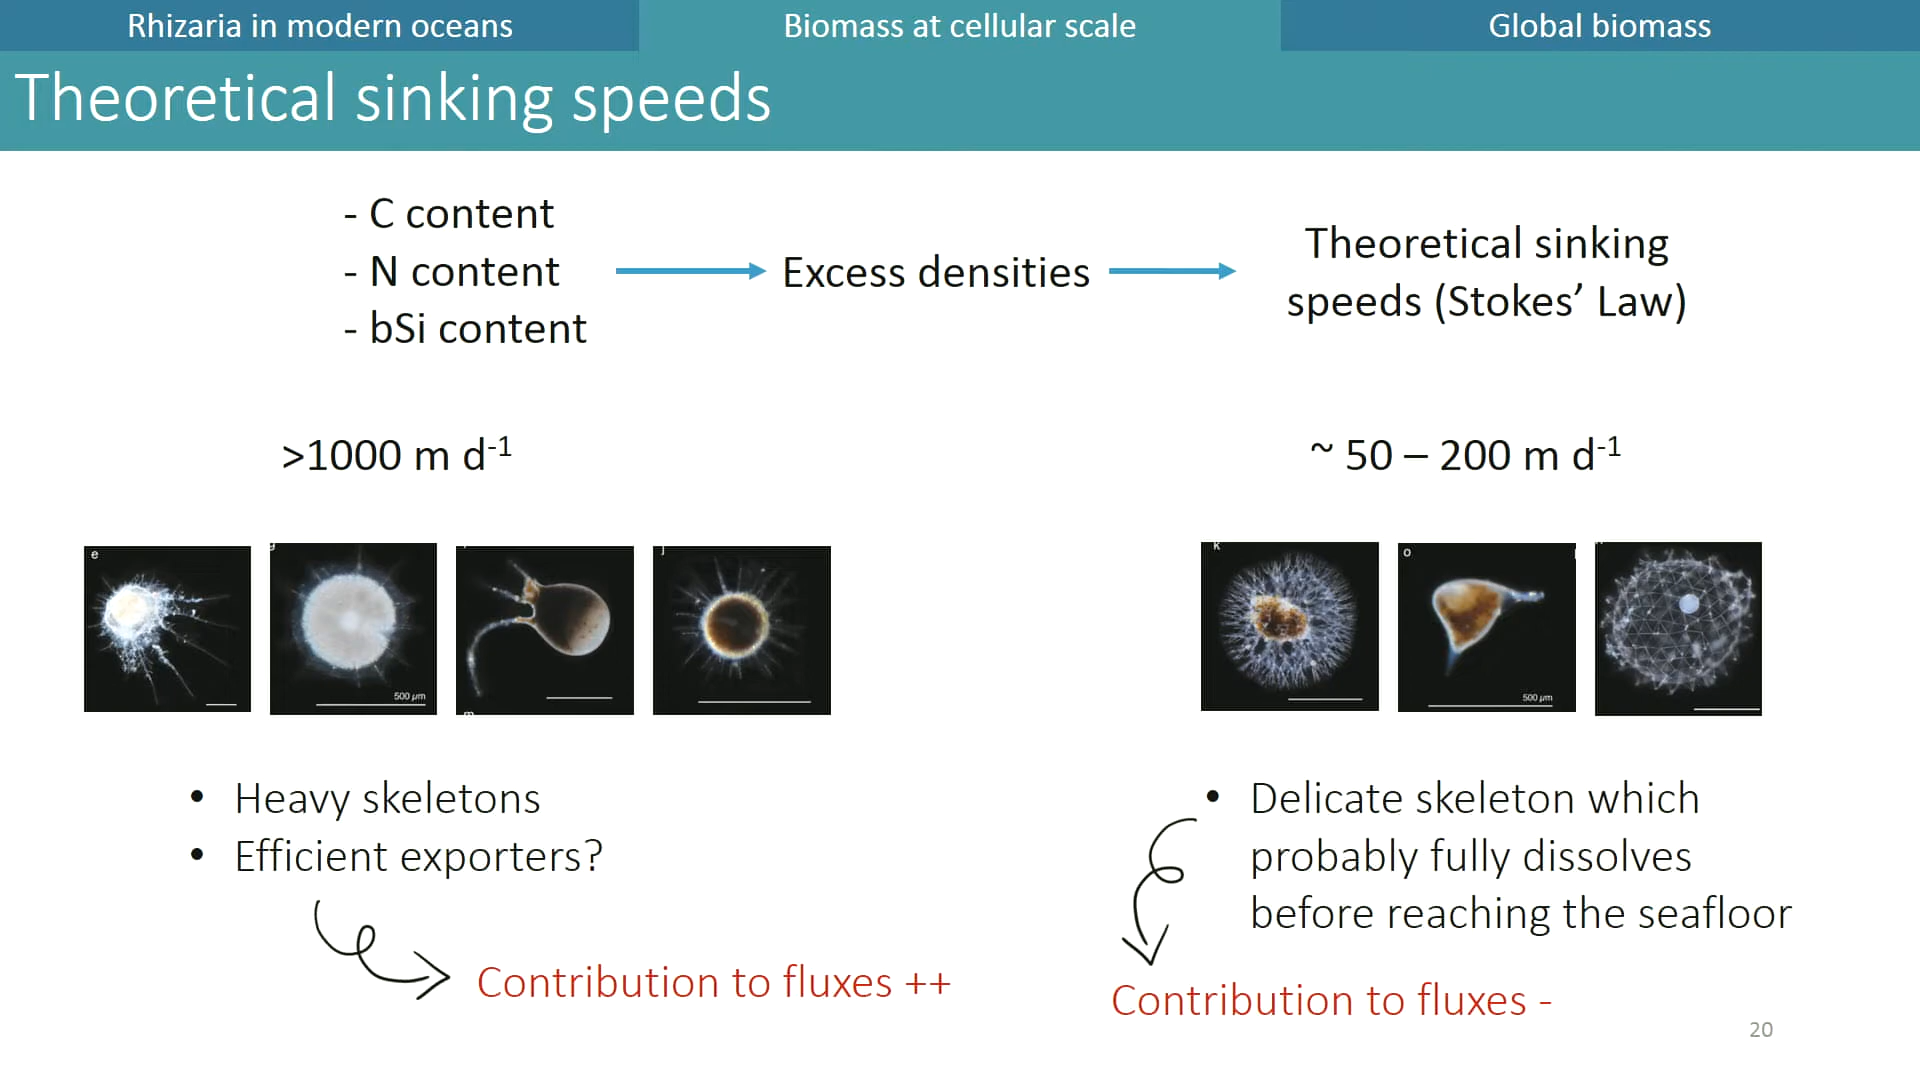 Rhizaria in modern oceans
Biomass at cellular scale
Global biomass
Theoretical sinking speeds
- C content
- N content
- bSi content
Excess densities
Theoretical sinking
speeds (Stokes’ Law)
>1000 m d-1
~ 50 – 200 m d-1
e
500 µm
j
k
o
500 µm
• Heavy skeletons
• Efficient exporters?
Contribution to fluxes ++
• Delicate skeleton which
probably fully dissolves
before reaching the seafloor
Contribution to fluxes -
20